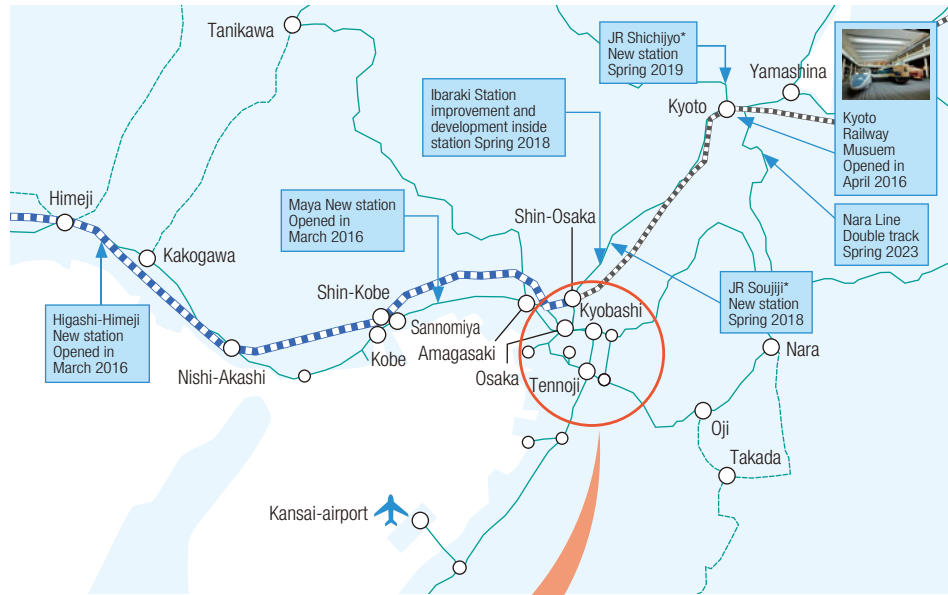 Tanikawa
JR Shichijyo*
New station
Spring 2019
Yamashina
Kyoto
Kyoto
Railway
Musuem
Opened in
April 2016
Ibaraki Station
improvement and
development inside
station Spring 2018
Himeji
Maya New station
Opened in
March 2016
Shin-Osaka
Nara Line
Double track
Spring 2023
Kakogawa
Shin-Kobe
Kyobashi
JR Soujiji*
New station
Spring 2018
Higashi-Himeji
New station
Opened in
March 2016
Sannomiya
Kobe
Amagasaki
Nishi-Akashi
Osaka
Tennoji
Nara
Oji
Takada
Kansai-airport